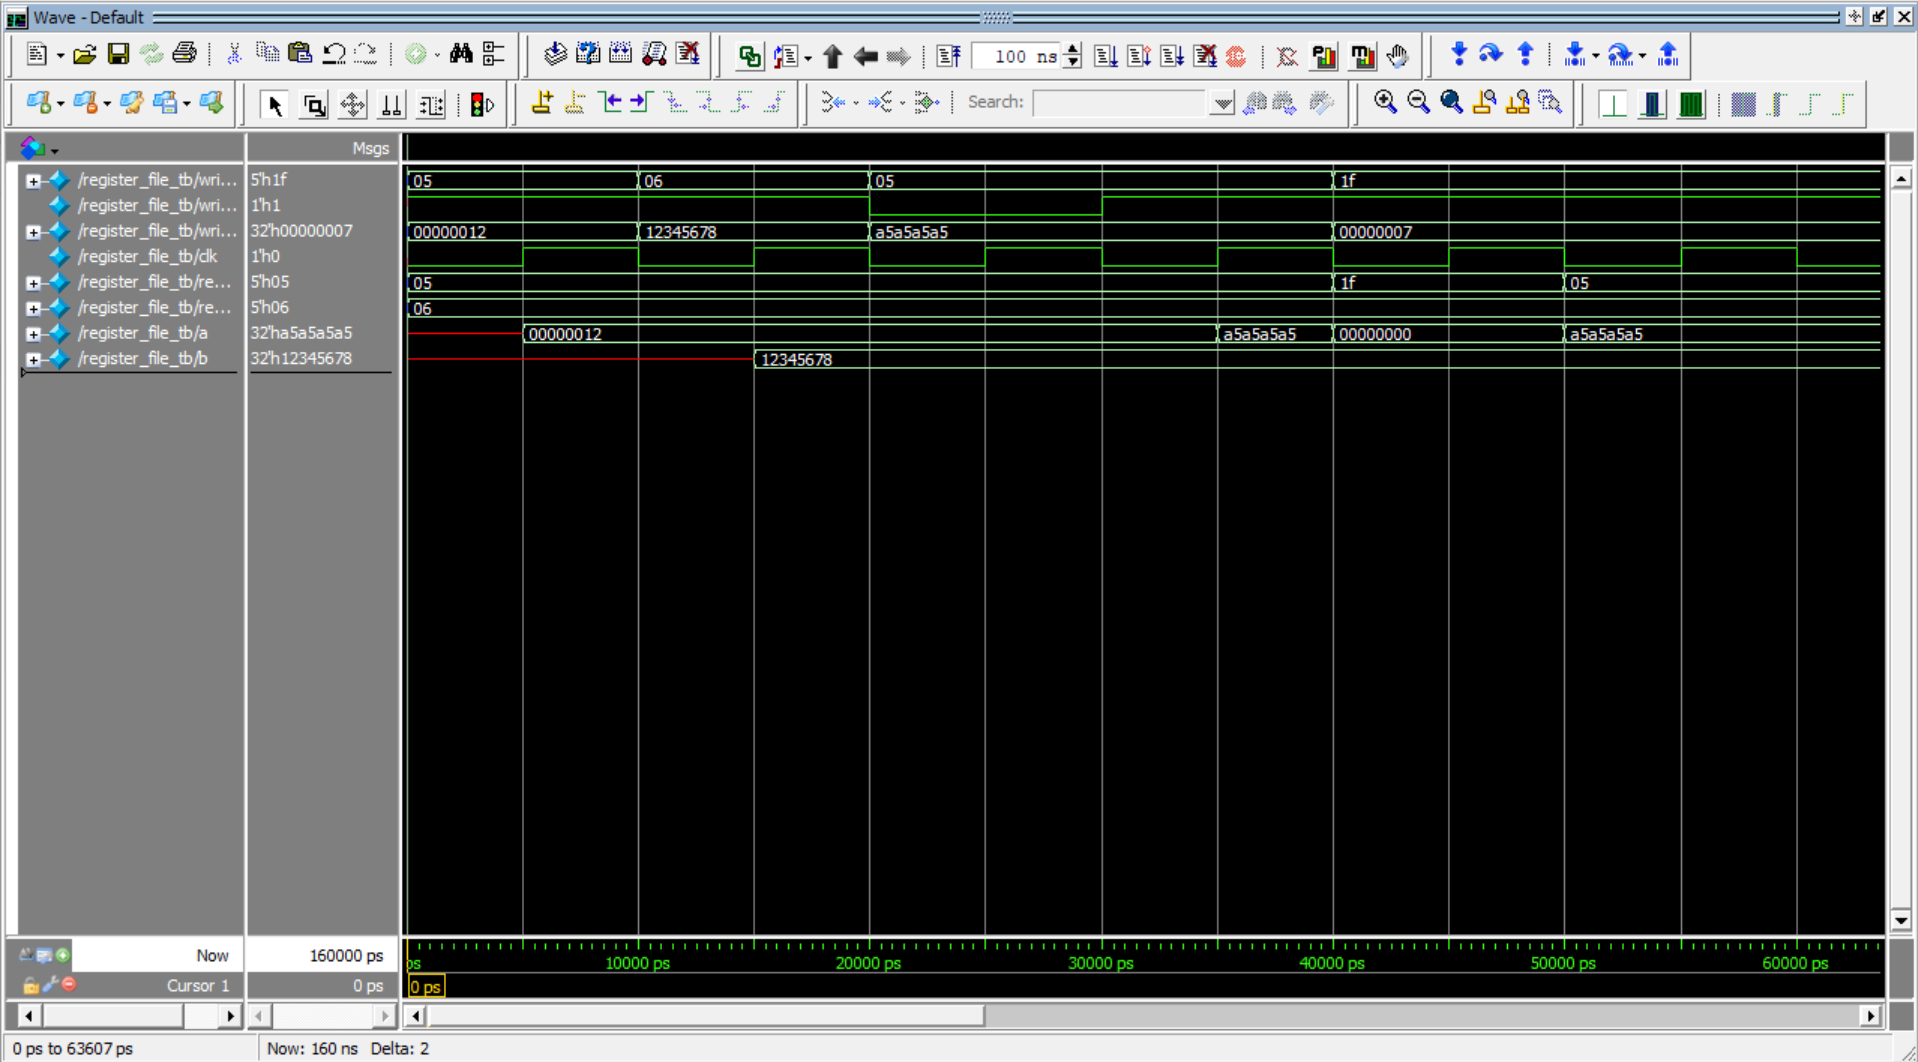 Wave - Default
100 ns
Search:
Msgs
/register_file_tb/wri... 5'h1f 05 06 05 1f
/register_file_tb/wri... 1'h1
/register_file_tb/wri... 32'h00000007 00000012 12345678 a5a5a5a5 00000007
/register_file_tb/clk 1'h0
/register_file_tb/re... 5'h05 05 1f 05
/register_file_tb/re... 5'h06 06
/register_file_tb/a 32'ha5a5a5a5 00000012 a5a5a5a5 00000000 a5a5a5a5
/register_file_tb/b 32'h12345678 12345678
Now 160000 ps ps 10000 ps 20000 ps 30000 ps 40000 ps 50000 ps 60000 ps
Cursor 1 0 ps 0 ps
0 ps to 63607 ps Now: 160 ns Delta: 2